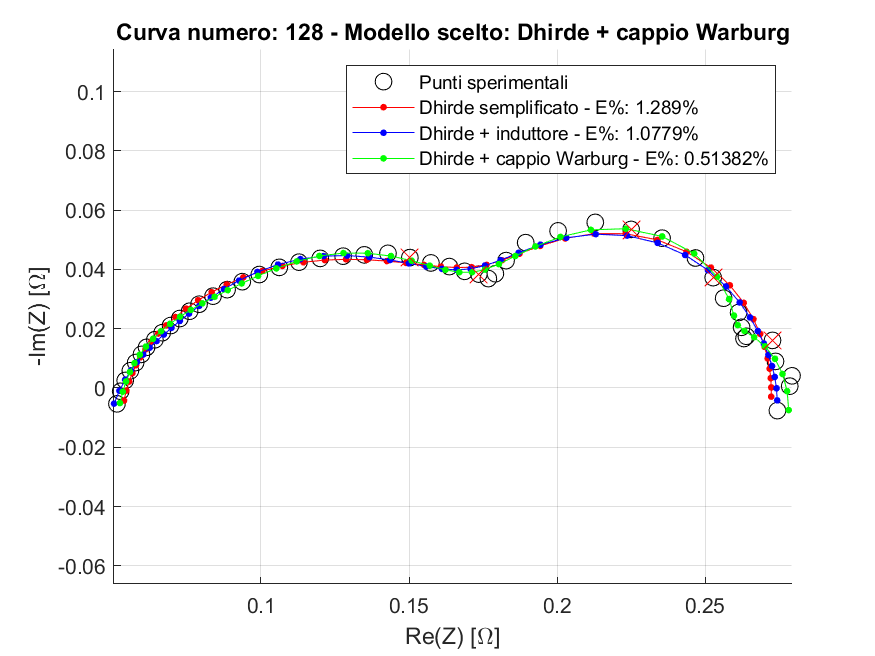 Curva numero: 128 - Modello scelto: Dhirde + cappio Warburg
Punti sperimentali
Dhirde semplificato - E%: 1.289%
Dhirde + induttore - E%: 1.0779%
Dhirde + cappio Warburg - E%: 0.51382%
-Im(Z) [Ω]
0.1
0.08
0.06
0.04
0.02
0
-0.02
-0.04
-0.06
0.1
0.15
0.2
0.25
Re(Z) [Ω]